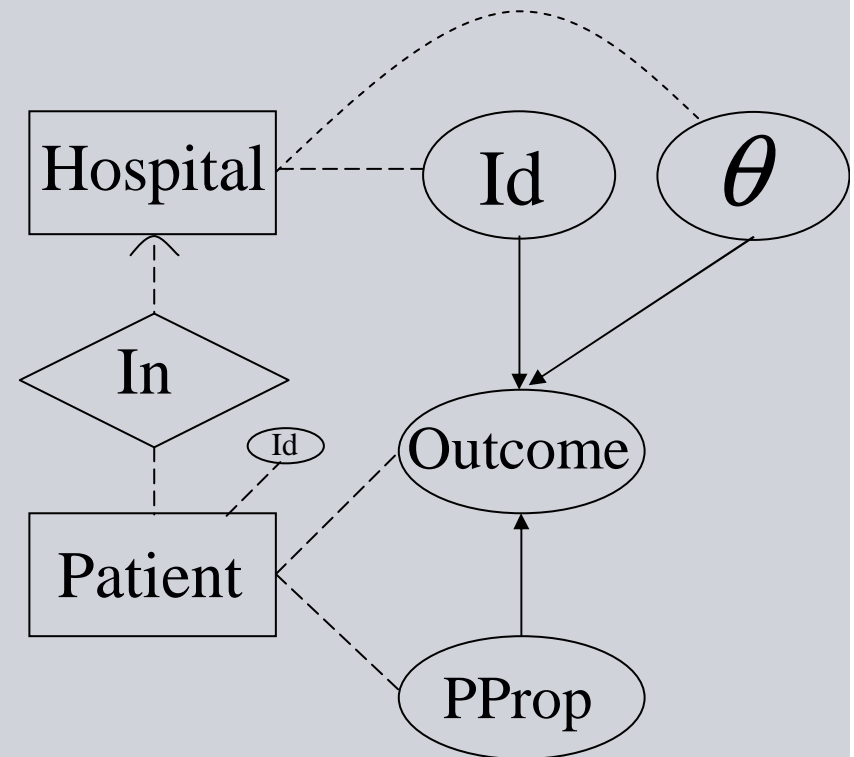 Hospital
Id
θ
In
Id
Outcome
Patient
PProp